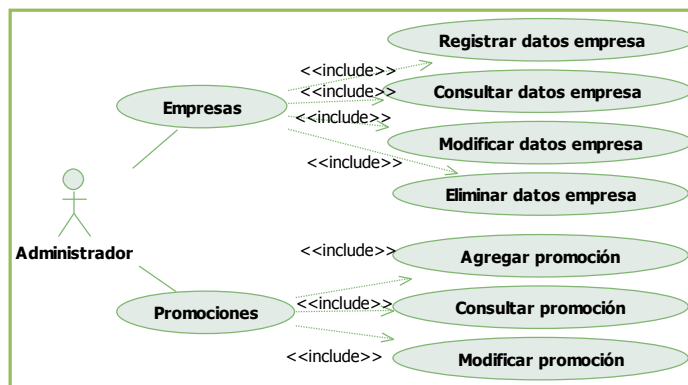 Registrar datos empresa
<<include>>
<<include>>
Consultar datos empresa
Empresas
<<include>>
Modificar datos empresa
<<include>>
Eliminar datos empresa
Administrador
<<include>>
Agregar promoción
Promociones
<<include>>
Consultar promoción
<<include>>
Modificar promoción